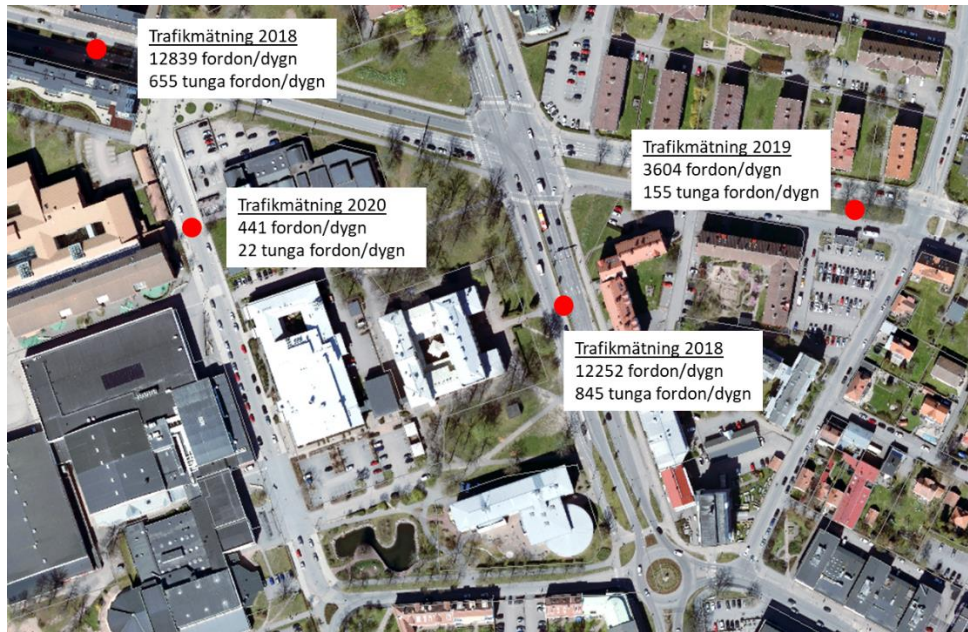 Trafikmätning 2018
12839 fordon/dygn
655 tunga fordon/dygn
Trafikmätning 2019
3604 fordon/dygn
155 tunga fordon/dygn
Trafikmätning 2020
441 fordon/dygn
22 tunga fordon/dygn
Trafikmätning 2018
12252 fordon/dygn
845 tunga fordon/dygn